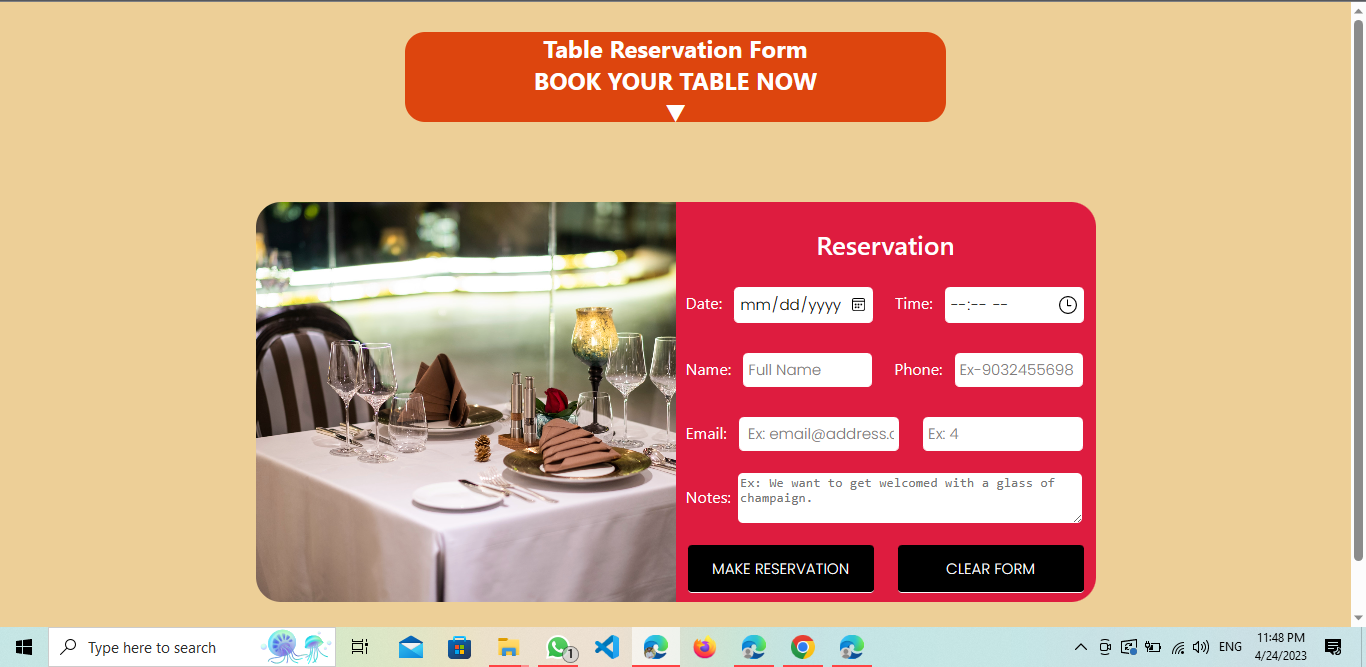 Table Reservation Form
BOOK YOUR TABLE NOW
Reservation
Date: mm/dd/yyyy Time: --:-- --
Name: Full Name Phone: Ex-9032455698
Email: Ex: email@address.c Ex: 4
Notes: Ex: We want to get welcomed with a glass of
champaign.
MAKE RESERVATION CLEAR FORM
Type here to search 1 ENG 11:48 PM
4/24/2023